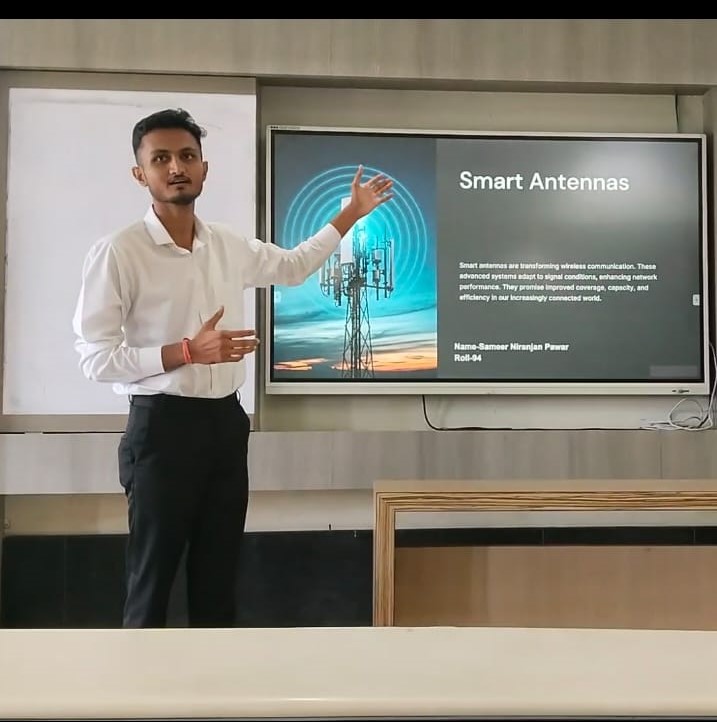 Smart Antennas
Smart antennas are transforming wireless communication. These
advanced systems adapt to signal conditions, enhancing network
performance. They promise improved coverage, capacity, and
efficiency in our increasingly connected world.
Name-Sameer Niranjan Pawar
Roll-94